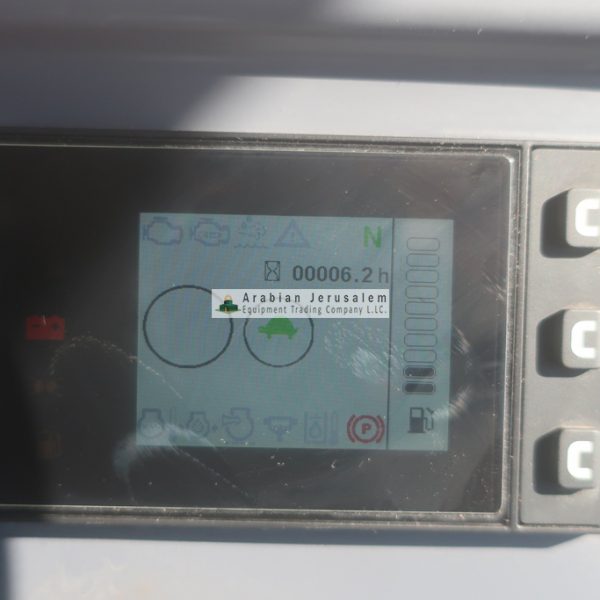 N
00006.2 h
Arabian Jerusalem
Equipment Trading Company L.L.C.
P